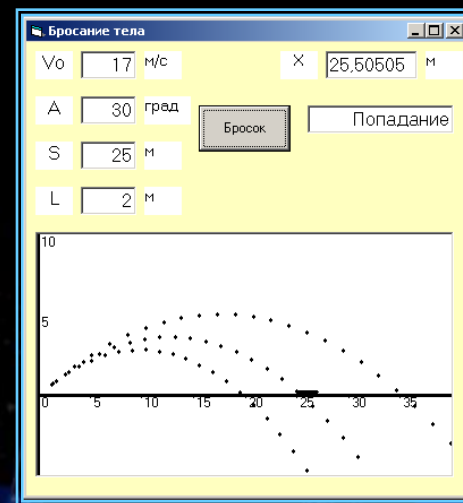 Бросание тела
Vo 17 м/с X 25,50505 м
A 30 град Бросок Попадание
S 25 м
L 2 м
10
5
0 5 10 15 20 25 30 35